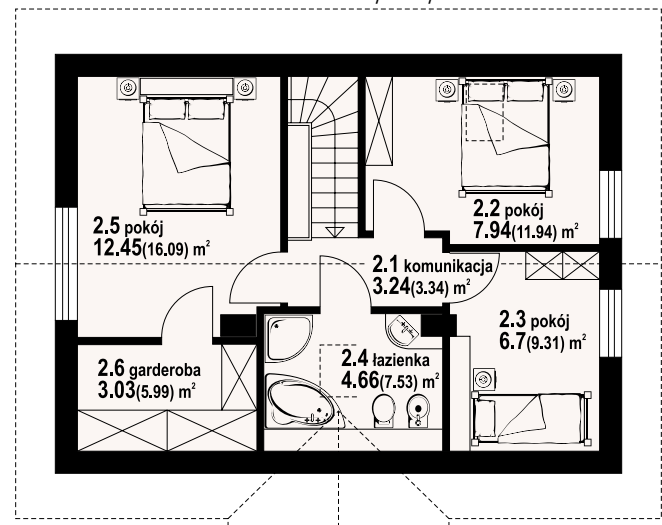 2.5 pokój
12.45(16.09) m²
2.2 pokój
7.94(11.94) m²
2.1 komunikacja
3.24(3.34) m²
2.3 pokój
6.7(9.31) m²
2.6 garderoba
3.03(5.99) m²
2.4 łazienka
4.66(7.53) m²